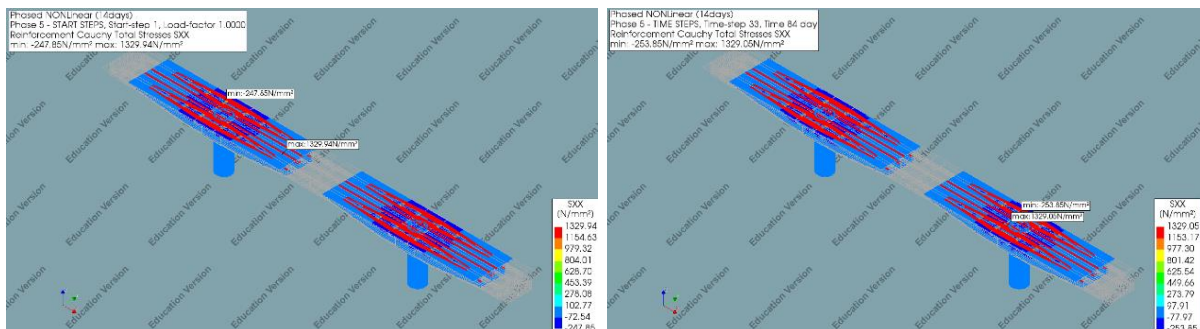 Phased NONLinear (14days)
Phase 5 - START STEPS, Start-step 1, Load-factor 1.0000
Reinforcement Cauchy Total Stresses SXX
min: -247.85N/mm² max: 1329.94N/mm²
min:-247.85N/mm²
max:1329.94N/mm²
SXX
(N/mm²)
1329.94
1154.63
979.32
804.01
628.70
453.39
278.08
102.77
-72.54
-247.85
Education Version
Phased NONLinear (14days)
Phase 5 - TIME STEPS, Time-step 33, Time 84 day
Reinforcement Cauchy Total Stresses SXX
min: -253.85N/mm² max: 1329.05N/mm²
min:-253.85N/mm²
max:1329.05N/mm²
SXX
(N/mm²)
1329.05
1153.17
977.30
801.42
625.54
449.66
273.79
97.91
-77.97
-253.85
Education Version